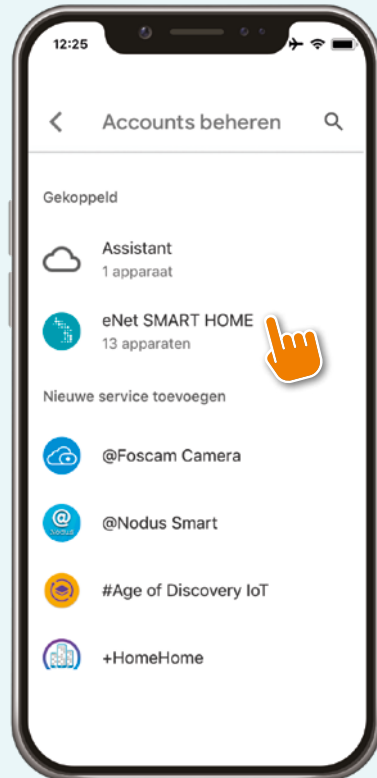 12:25
Accounts beheren
Gekoppeld
Assistant
1 apparaat
eNet SMART HOME
13 apparaten
Nieuwe service toevoegen
@Foscam Camera
@
Nodus
@Nodus Smart
#Age of Discovery IoT
+HomeHome